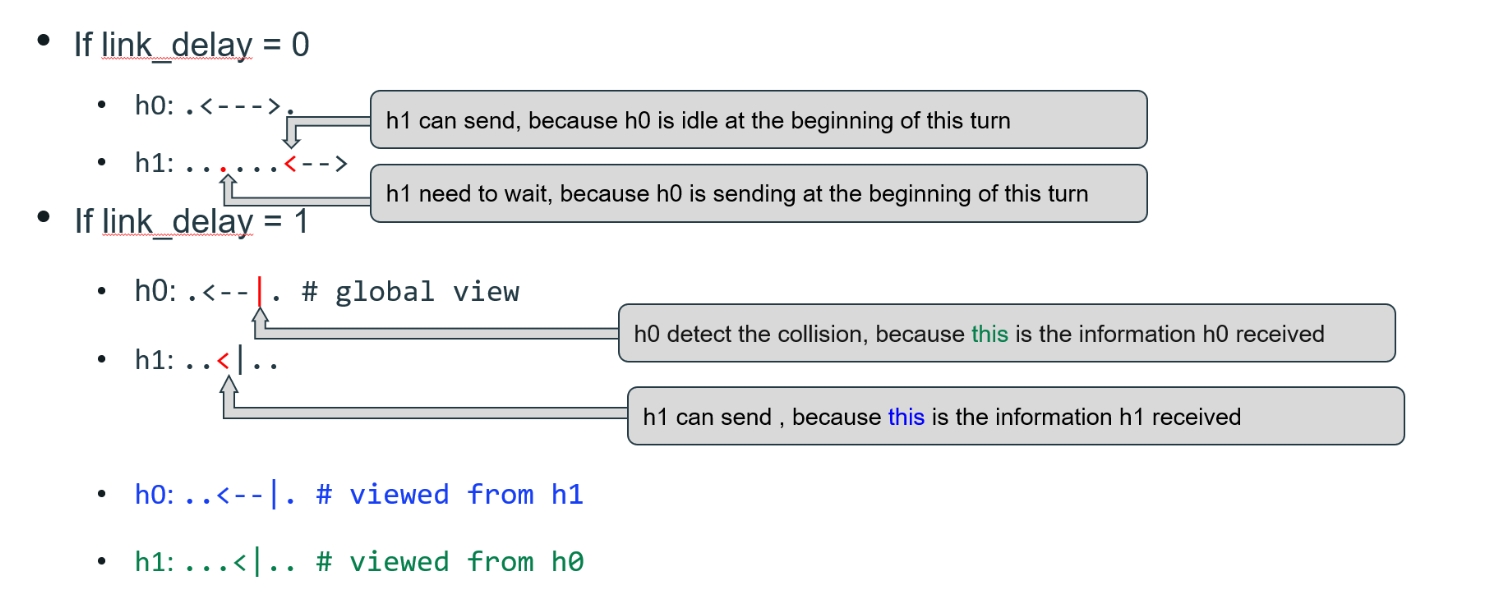 • If link_delay = 0
• h0: .<--->.
h1 can send, because h0 is idle at the beginning of this turn
• h1: ......<-->
h1 need to wait, because h0 is sending at the beginning of this turn
• If link_delay = 1
• h0: .<--|. # global view
h0 detect the collision, because this is the information h0 received
• h1: ..<|..
h1 can send , because this is the information h1 received
• h0: ..<--|. # viewed from h1
• h1: ...<|.. # viewed from h0